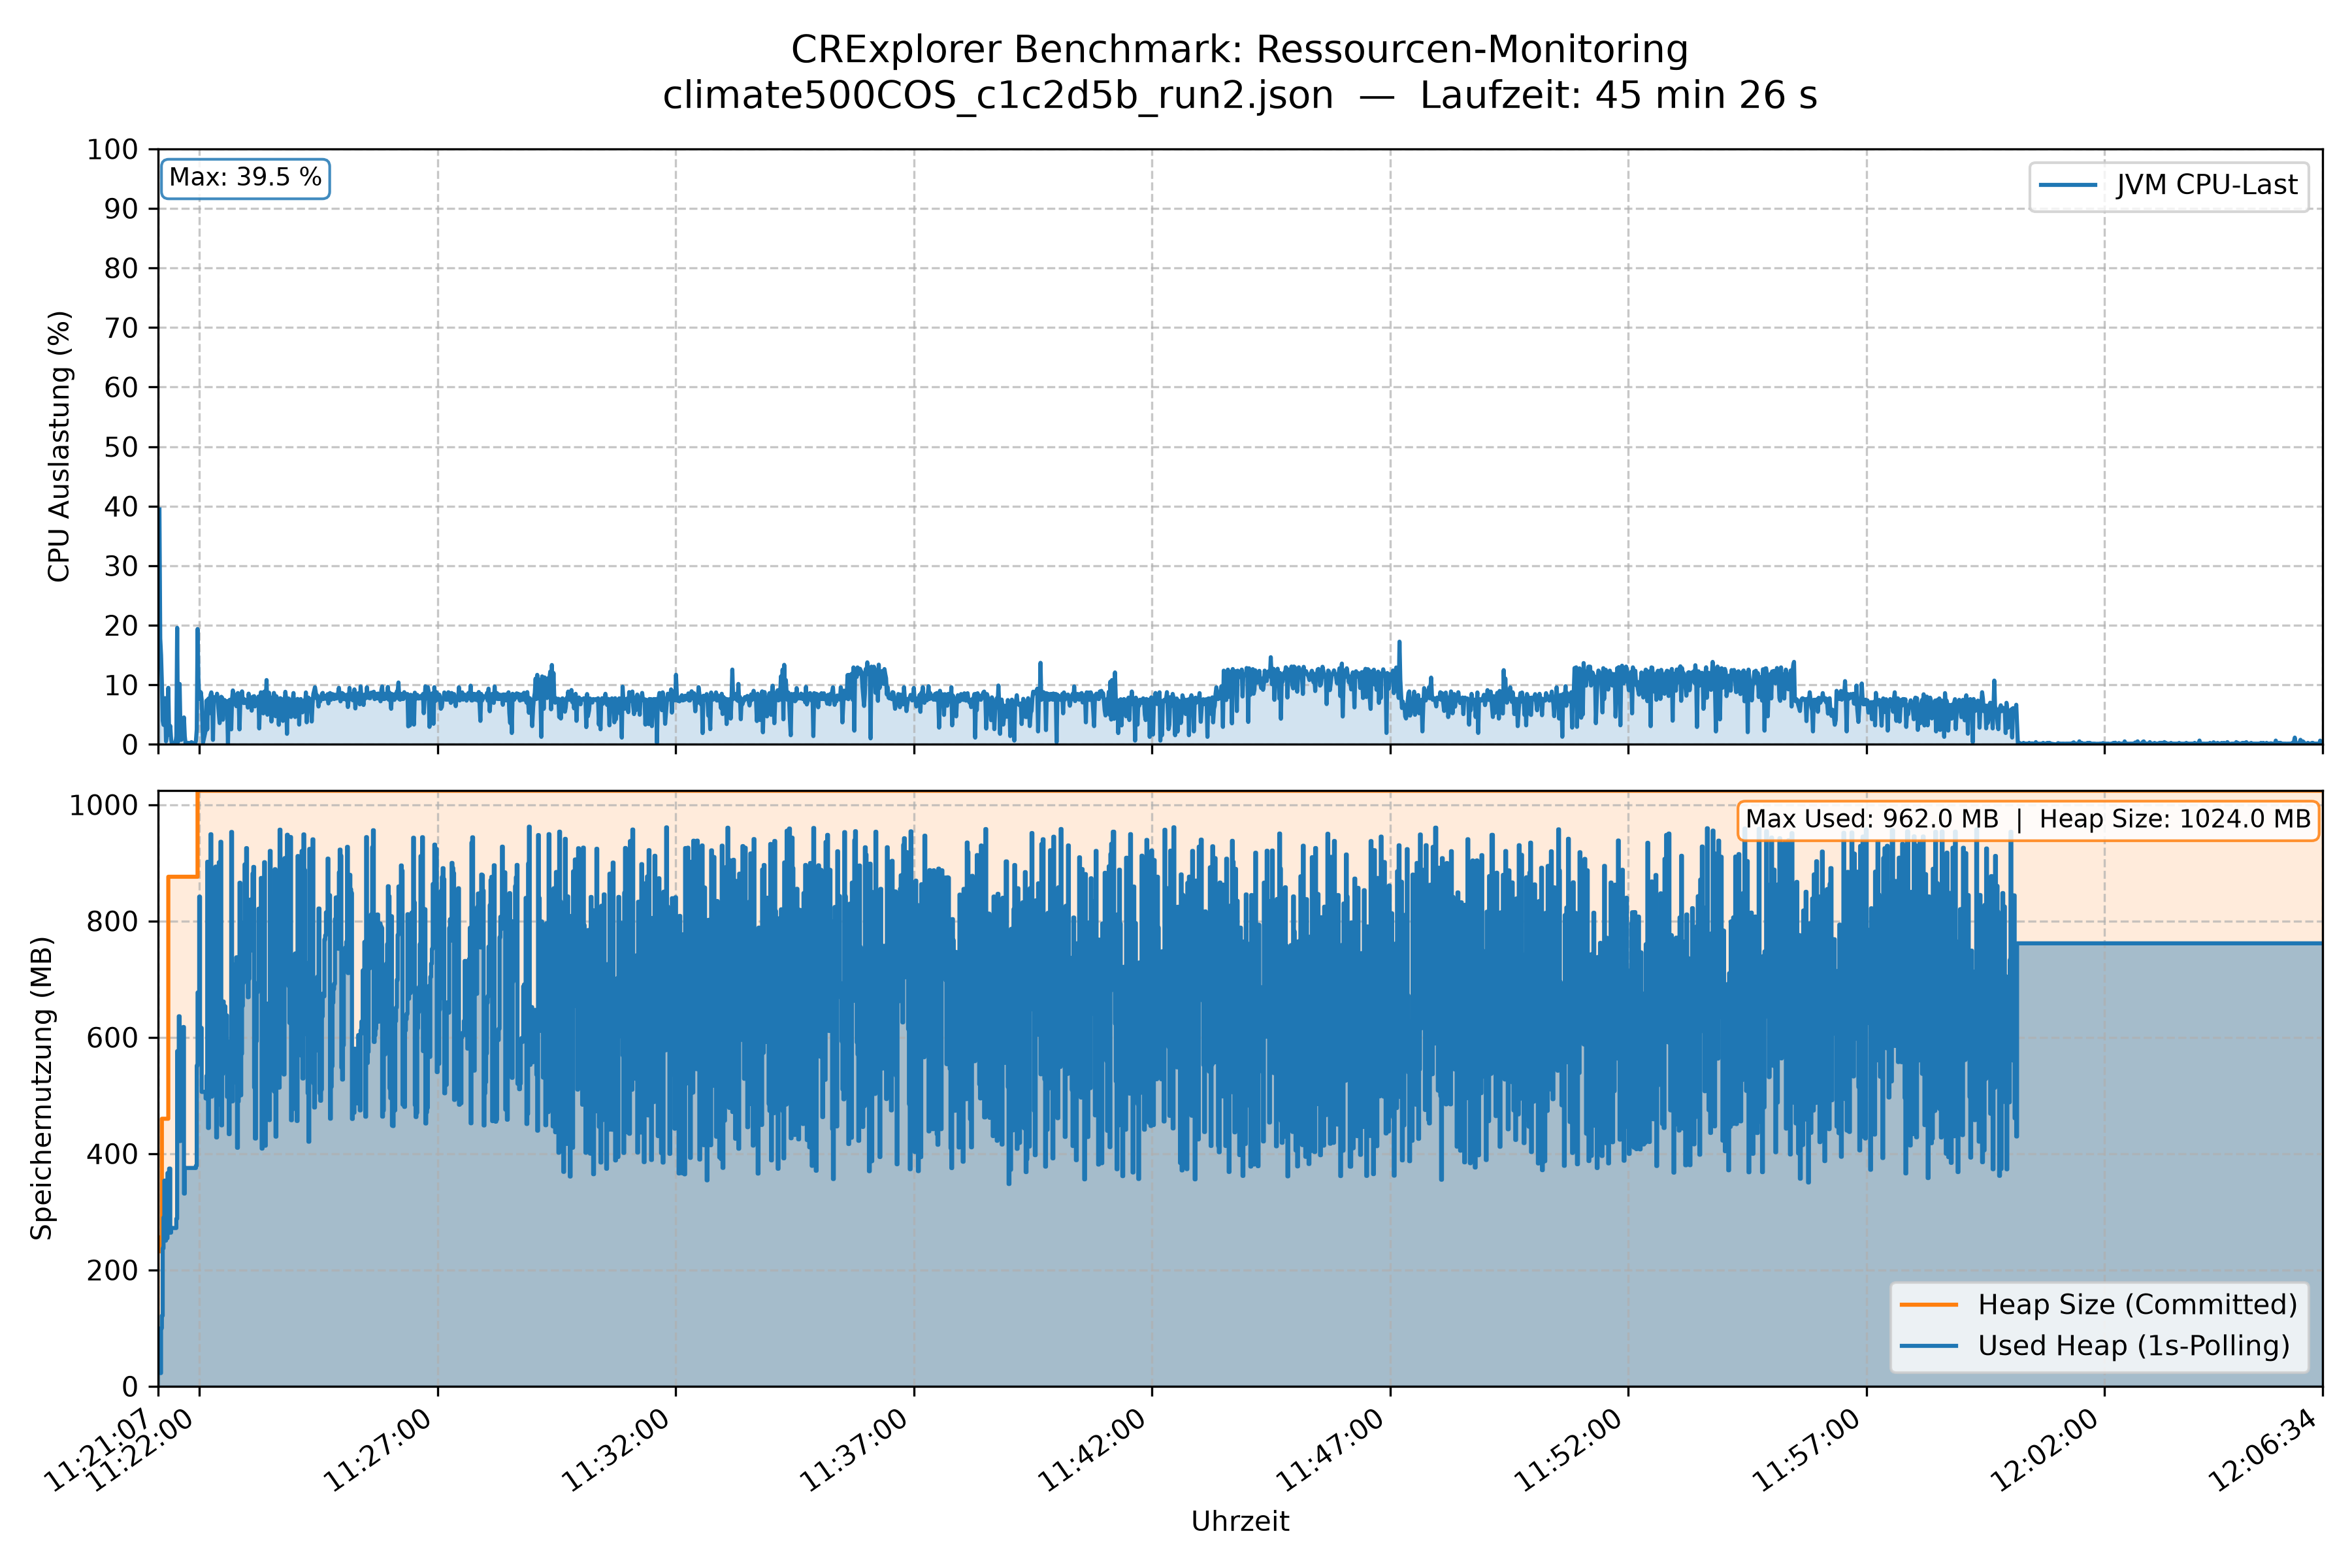 CRExplorer Benchmark: Ressourcen-Monitoring
climate500COS_c1c2d5b_run2.json — Laufzeit: 45 min 26 s
Max: 39.5 %
JVM CPU-Last
CPU Auslastung (%)
100
90
80
70
60
50
40
30
20
10
0
Max Used: 962.0 MB | Heap Size: 1024.0 MB
Speichernutzung (MB)
1000
800
600
400
200
0
Heap Size (Committed)
Used Heap (1s-Polling)
11:21:07
11:22:00
11:27:00
11:32:00
11:37:00
11:42:00
11:47:00
11:52:00
11:57:00
12:02:00
12:06:34
Uhrzeit